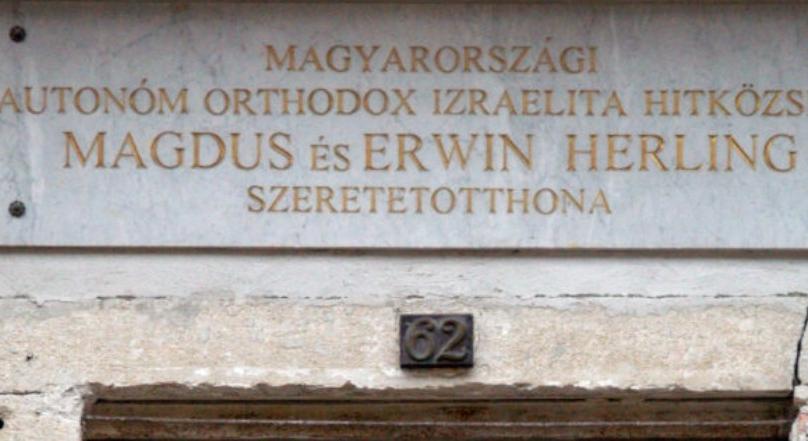 MAGYARORSZÁGI
AUTONÓM ORTHODOX IZRAELITA HITKÖZS
MAGDUS ÉS ERWIN HERLING
SZERETETOTTHONA
62